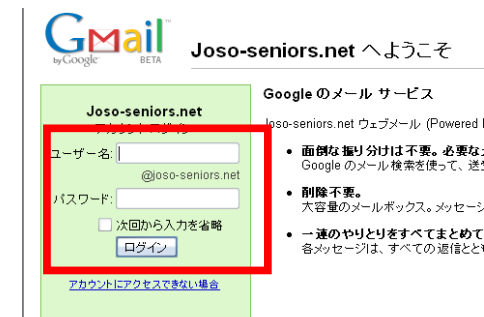 Gmail
by Google BETA
Joso-seniors.net へようこそ
Joso-seniors.net
ユーザー名:
@joso-seniors.net
パスワード:
次回から入力を省略
ログイン
アカウントにアクセスできない場合
Google のメール サービス
Joso-seniors.net ウェブメール (Powered
• 面倒な振り分けは不要。必要な
Google のメール検索を使って、送
• 削除不要。
大容量のメールボックス。メッセージ
• 一連のやりとりをすべてまとめて
各メッセージは、すべての返信とと